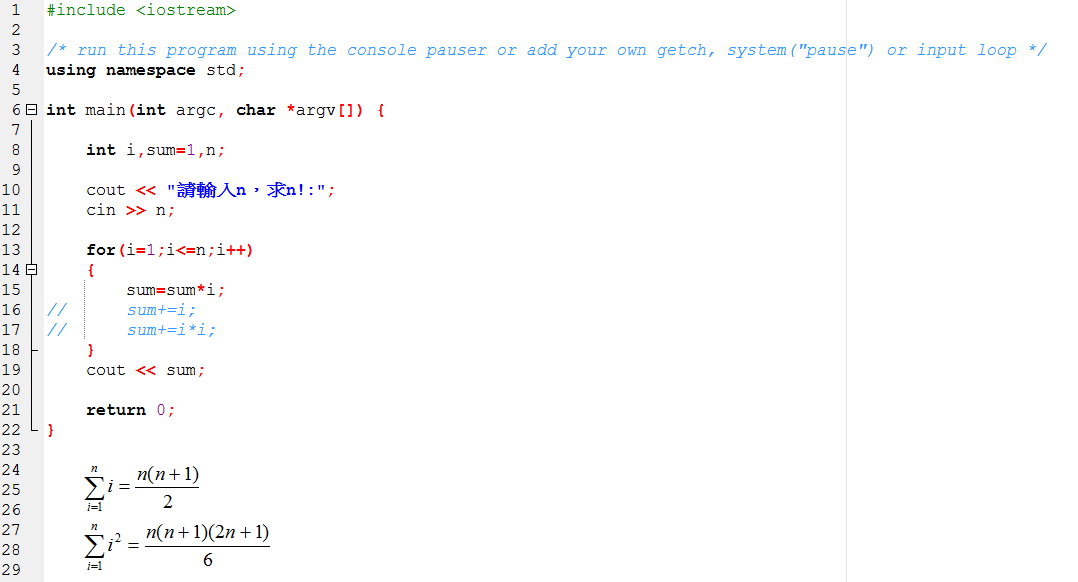 1 #include <iostream>
2
3 /* run this program using the console pauser or add your own getch, system("pause") or input loop */
4 using namespace std;
5
6 int main(int argc, char *argv[]) {
7
8 int i,sum=1,n;
9
10 cout << "請輸入n，求n!:";
11 cin >> n;
12
13 for(i=1;i<=n;i++)
14 {
15 sum=sum*i;
16 // sum+=i;
17 // sum+=i*i;
18 }
19 cout << sum;
20
21 return 0;
22 }
23
24
25 \sum_{i=1}^{n} i = \frac{n(n+1)}{2}
26
27
28 \sum_{i=1}^{n} i^2 = \frac{n(n+1)(2n+1)}{6}
29